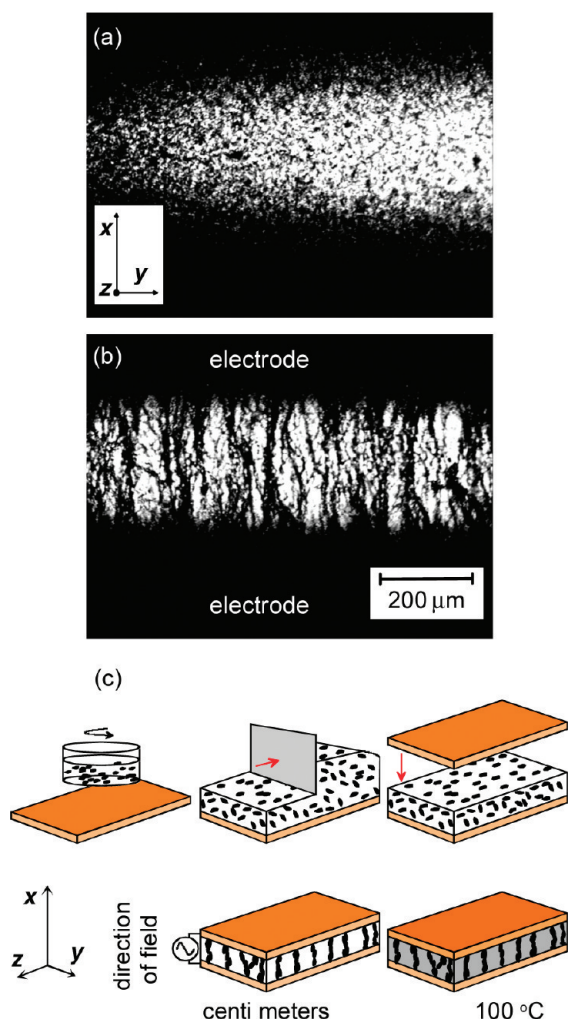 (a)
x
y
z
(b)
electrode
electrode
200 μm
(c)
x
z
y
direction
of field
centi meters
100 °C